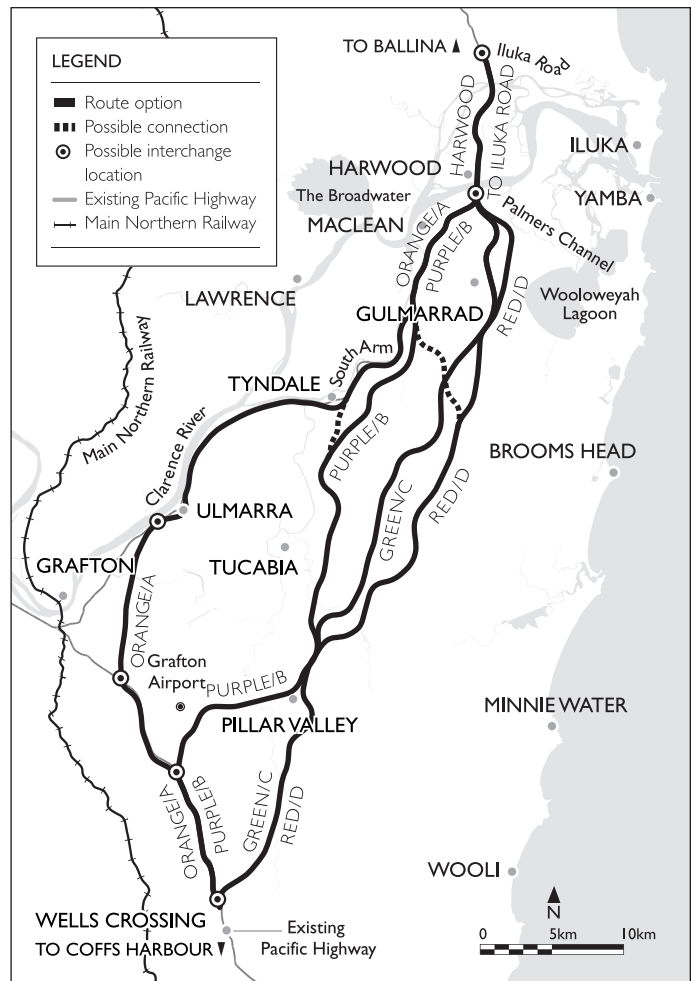 LEGEND
Route option
Possible connection
Possible interchange
location
Existing Pacific Highway
Main Northern Railway
TO BALLINA
Iluka Road
HARWOOD
TO ILUKA ROAD
ILUKA
HARWOOD
The Broadwater
YAMBA
MACLEAN
Palmers Channel
ORANGE/A
PURPLE/B
LAWRENCE
GULMARRAD
RED/D
Wooloweyah
Lagoon
Main Northern Railway
South Arm
TYNDALE
PURPLE/B
BROOMS HEAD
Clarence River
GREEN/C
RED/D
ULMARRA
GRAFTON
TUCABIA
ORANGE/A
Grafton
Airport
PURPLE/B
PILLAR VALLEY
MINNIE WATER
ORANGE/A
PURPLE/B
GREEN/C
RED/D
WOOLI
WELLS CROSSING
TO COFFS HARBOUR
Existing
Pacific Highway
N
0 5km 10km